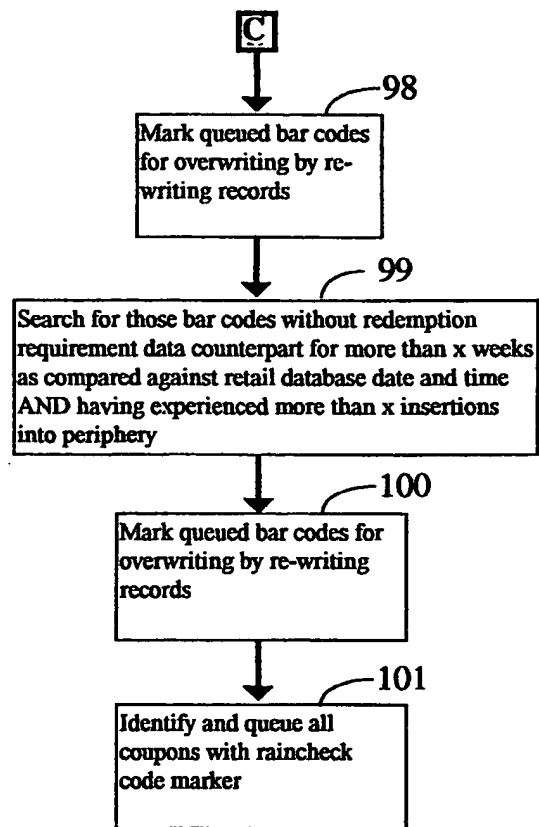 C
98
Mark queued bar codes
for overwriting by re-
writing records
99
Search for those bar codes without redemption
requirement data counterpart for more than x weeks
as compared against retail database date and time
AND having experienced more than x insertions
into periphery
100
Mark queued bar codes for
overwriting by re-writing
records
101
Identify and queue all
coupons with raincheck
code marker